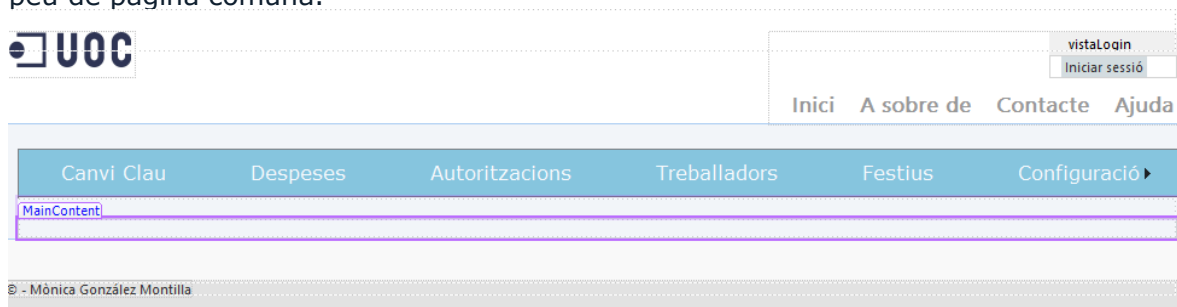 peu de pàgina comuna.
UOC
vistaLogin
Iniciar sessió
Inici A sobre de Contacte Ajuda
Canvi Clau Despeses Autoritzacions Treballadors Festius Configuració
MainContent
© - Mònica González Montilla